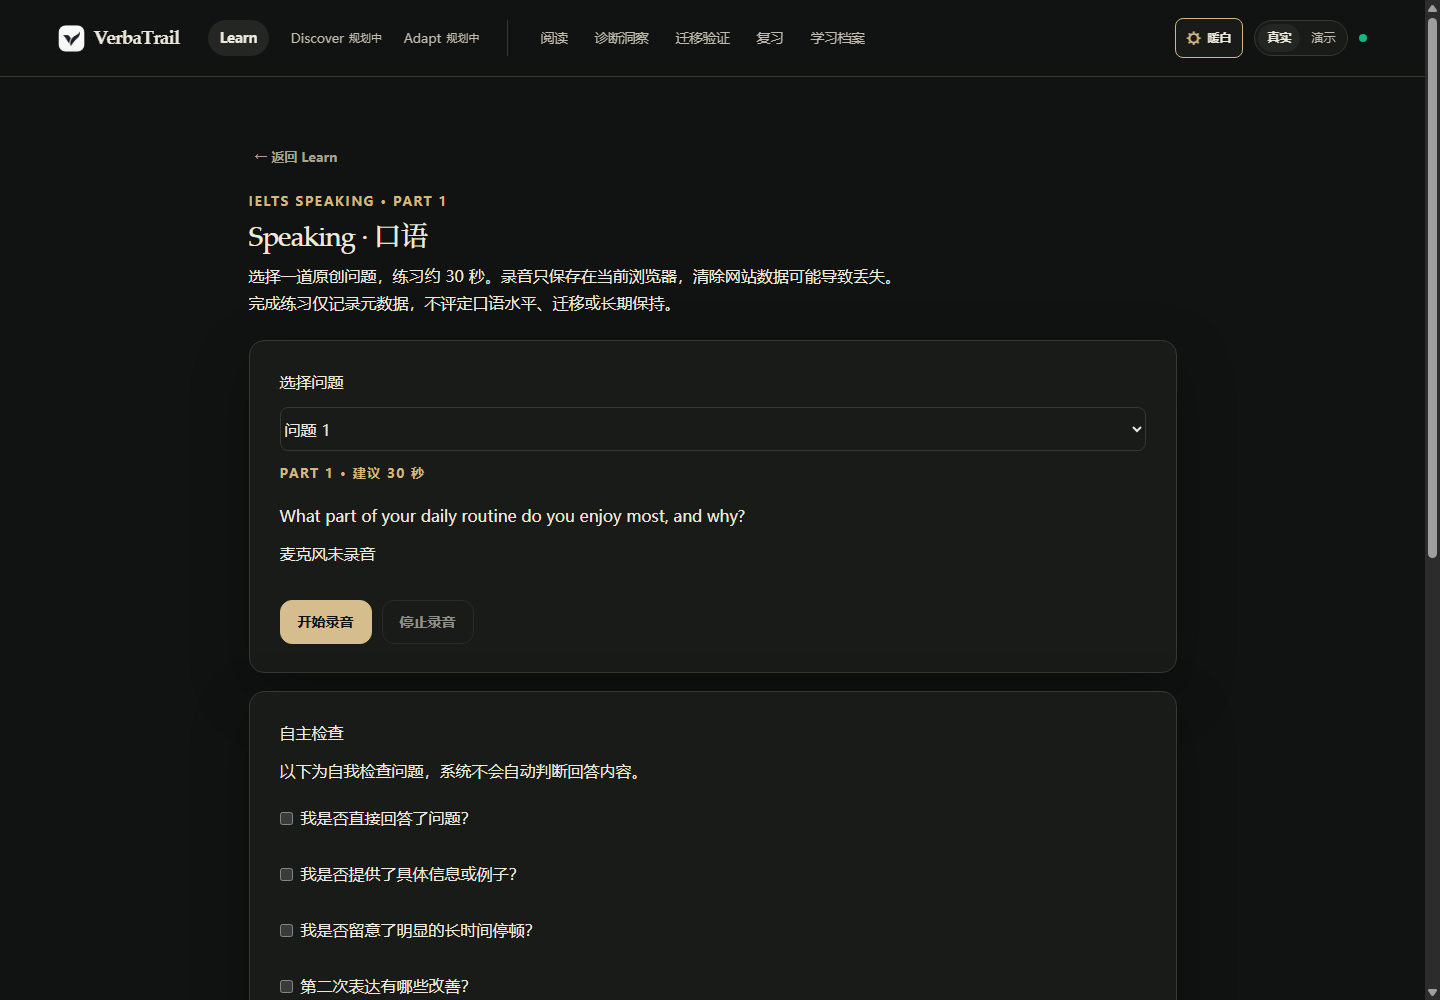 VerbaTrail
Learn
Discover 规划中
Adapt 规划中
阅读
诊断洞察
迁移验证
复习
学习档案
暖白
真实
演示
← 返回 Learn
IELTS SPEAKING • PART 1
Speaking · 口语
选择一道原创问题，练习约 30 秒。录音只保存在当前浏览器，清除网站数据可能导致丢失。
完成练习仅记录元数据，不评定口语水平、迁移或长期保持。
选择问题
问题 1
PART 1 • 建议 30 秒
What part of your daily routine do you enjoy most, and why?
麦克风未录音
开始录音
停止录音
自主检查
以下为自我检查问题，系统不会自动判断回答内容。
我是否直接回答了问题？
我是否提供了具体信息或例子？
我是否留意了明显的长时间停顿？
第二次表达有哪些改善？